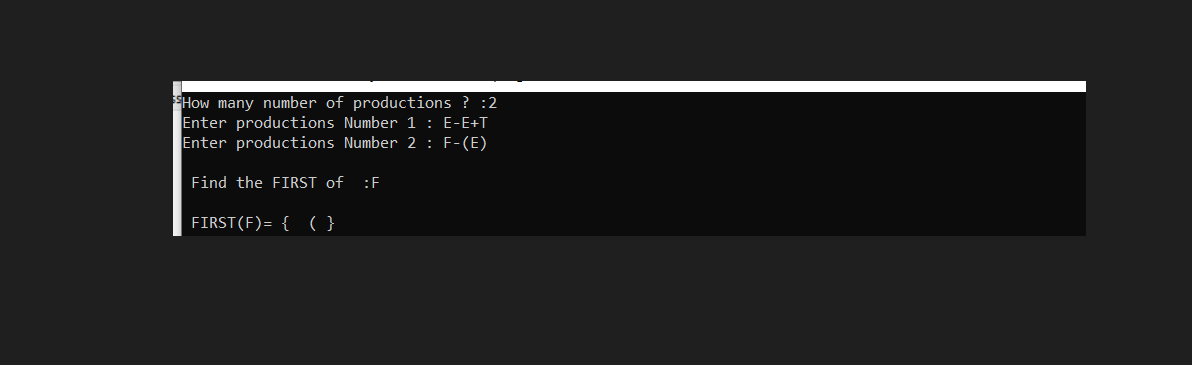 How many number of productions ? :2
Enter productions Number 1 : E-E+T
Enter productions Number 2 : F-(E)
Find the FIRST of  :F
FIRST(F)= {  ( }